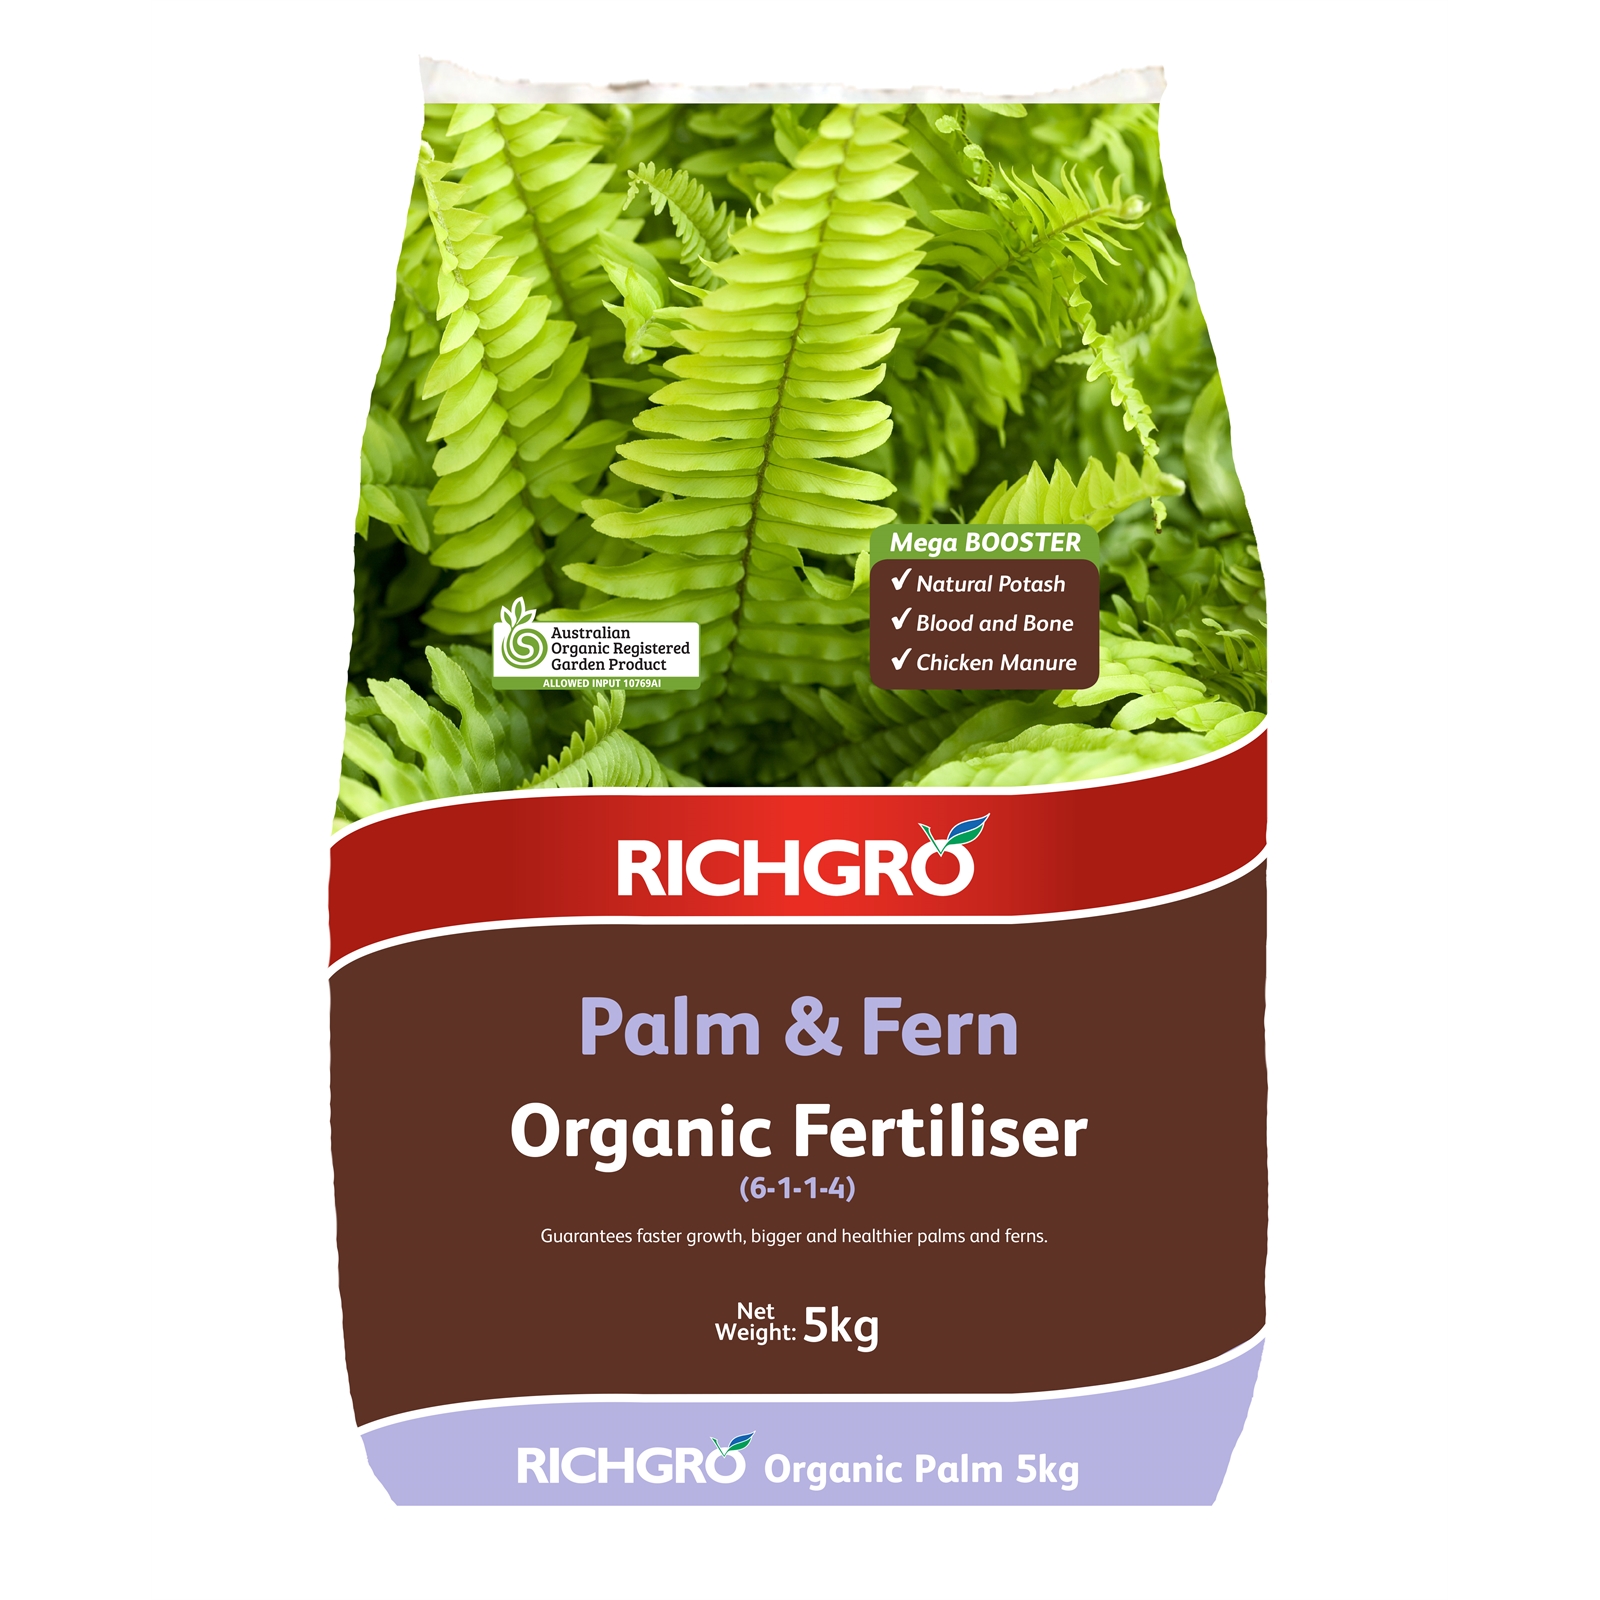 Mega BOOSTER
✓ Natural Potash
✓ Blood and Bone
✓ Chicken Manure
Australian
Organic Registered
Garden Product
ALLOWED INPUT 10769AI
RICHGRO
Palm & Fern
Organic Fertiliser
(6-1-1-4)
Guarantees faster growth, bigger and healthier palms and ferns.
Net
Weight: 5kg
RICHGRO Organic Palm 5kg